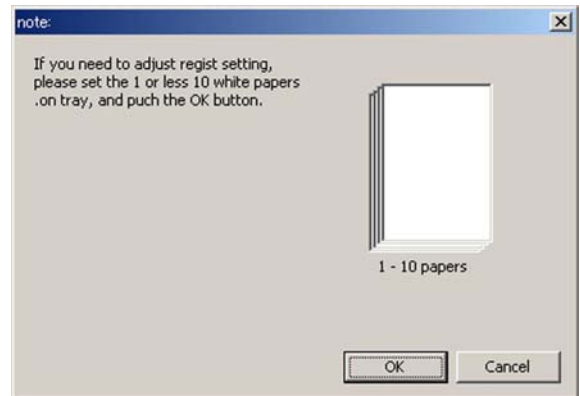 note:
If you need to adjust regist setting,
please set the 1 or less 10 white papers
.on tray, and puch the OK button.
1 - 10 papers
OK
Cancel